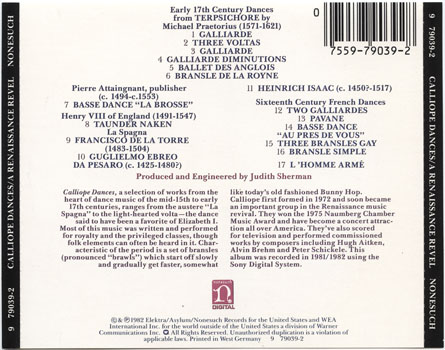 NONESUCH
CALLIOPE DANCES/A RENAISSANCE REVEL
9 79039-2
Early 17th Century Dances
from TERPSICHORE by
Michael Praetorius (1571-1621)
1 GALLIARDE
2 THREE VOLTAS
3 GALLIARDE
4 GALLIARDE DIMINUTIONS
5 BALLET DES ANGLOIS
6 BRANSLE DE LA ROYNE
0
7559-79039-2
Pierre Attaingnant, publisher
(c. 1494-c.1553)
7 BASSE DANCE "LA BROSSE"
Henry VIII of England (1491-1547)
8 TAUNDER NAKEN
La Spagna
9 FRANCISCO DE LA TORRE
(1483-1504)
10 GUGLIELMO EBREO
DA PESARO (c. 1425-1480?)
11 HEINRICH ISAAC (c. 1450?-1517)
Sixteenth Century French Dances
12 TWO GALLIARDES
13 PAVANE
14 BASSE DANCE
"AU PRES DE VOUS"
15 THREE BRANSLES GAY
16 BRANSLE SIMPLE
17 L'HOMME ARMÉ
Produced and Engineered by Judith Sherman
Calliope Dances, a selection of works from the
heart of dance music of the mid-15th to early
17th centuries, ranges from the austere "La
Spagna" to the light-hearted volta—the dance
said to have been a favorite of Elizabeth I.
Most of this music was written and performed
for royalty and the privileged classes, though
folk elements can often be heard in it. Char-
acteristic of the period is a set of bransles
(pronounced "brawls") which start off slowly
and gradually get faster, somewhat
like today's old fashioned Bunny Hop.
Calliope first formed in 1972 and soon became
an important group in the Renaissance music
revival. They won the 1975 Naumberg Chamber
Music Award and have become a concert attrac-
tion all over America. They've also scored
for television and performed commissioned
works by composers including Hugh Aitken,
Alvin Brehm and Peter Schickele. This
album was recorded in 1981/1982 using the
Sony Digital System.
n
NONESUCH
DIGITAL
© & ℗1982 Elektra/Asylum/Nonesuch Records for the United States and WEA
International Inc. for the world outside of the United States a division of Warner
Communications Inc. All Rights Reserved. Unauthorized duplication is a violation of
applicable laws. Printed in West Germany 9 79039-2
CALLIOPE DANCES/A RENAISSANCE REVEL
NONESUCH
9 79039-2